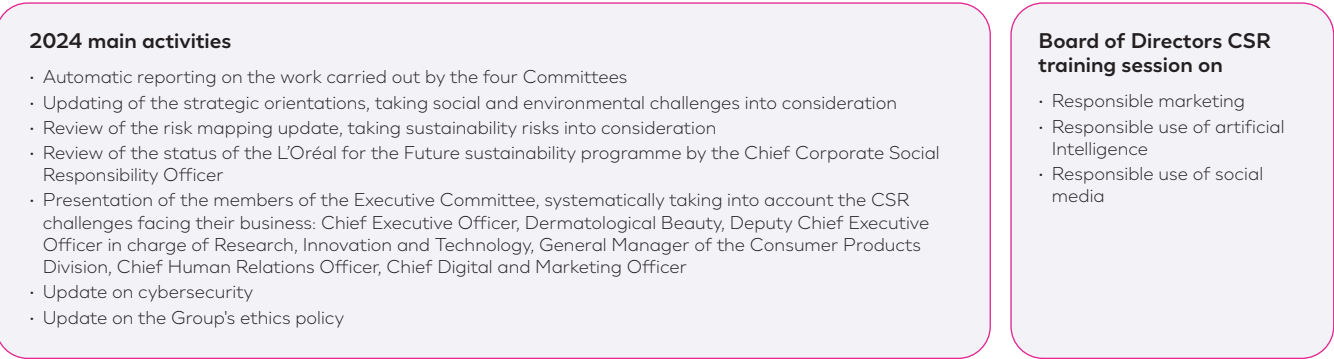 2024 main activities
· Automatic reporting on the work carried out by the four Committees
· Updating of the strategic orientations, taking social and environmental challenges into consideration
· Review of the risk mapping update, taking sustainability risks into consideration
· Review of the status of the L’Oréal for the Future sustainability programme by the Chief Corporate Social
Responsibility Officer
· Presentation of the members of the Executive Committee, systematically taking into account the CSR
challenges facing their business: Chief Executive Officer, Dermatological Beauty, Deputy Chief Executive
Officer in charge of Research, Innovation and Technology, General Manager of the Consumer Products
Division, Chief Human Relations Officer, Chief Digital and Marketing Officer
· Update on cybersecurity
· Update on the Group's ethics policy
Board of Directors CSR
training session on
· Responsible marketing
· Responsible use of artificial
Intelligence
· Responsible use of social
media